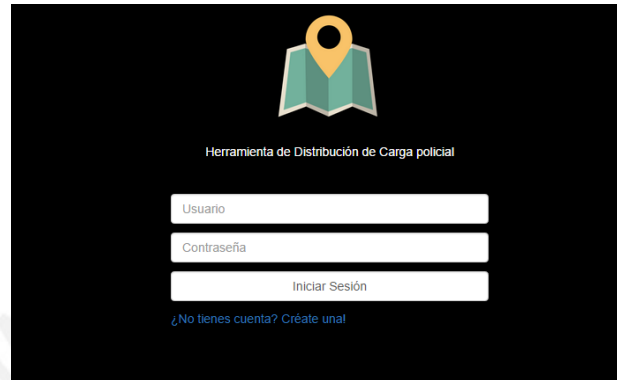 Herramienta de Distribución de Carga policial
Usuario
Contraseña
Iniciar Sesión
¿No tienes cuenta? Créate una!